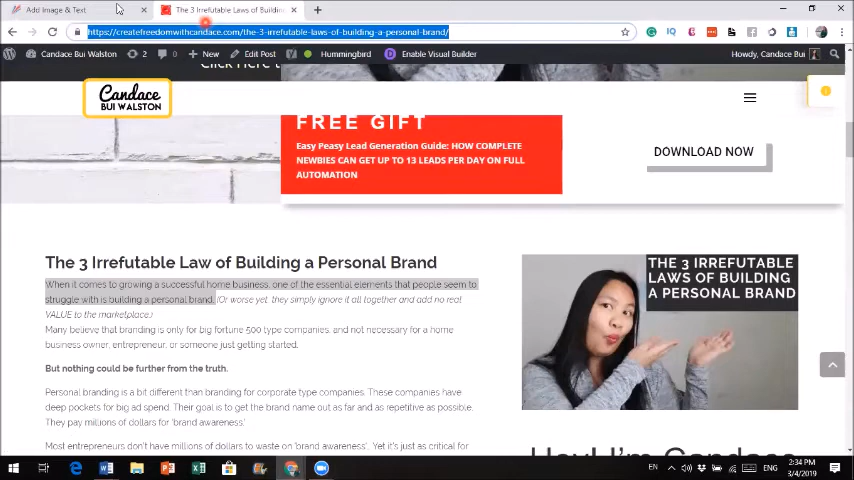 Add Image & Text
The 3 Irrefutable Laws of Buildin
https://createfreedomwithcandace.com/the-3-irrefutable-laws-of-building-a-personal-brand/
Candace Bui Walston
2
0
New
Edit Post
Hummingbird
Enable Visual Builder
Howdy, Candace Bui
Click Here t
Candace
BUI WALSTON
FREE GIFT
Easy Peasy Lead Generation Guide: HOW COMPLETE
NEWBIES CAN GET UP TO 13 LEADS PER DAY ON FULL
AUTOMATION
DOWNLOAD NOW
The 3 Irrefutable Law of Building a Personal Brand
When it comes to growing a successful home business, one of the essential elements that people seem to
struggle with is building a personal brand. (Or worse yet, they simply ignore it all together and add no real
VALUE to the marketplace.)
Many believe that branding is only for big fortune 500 type companies, and not necessary for a home
business owner, entrepreneur, or someone just getting started.
But nothing could be further from the truth.
Personal branding is a bit different than branding for corporate type companies. These companies have
deep pockets for big ad spend. Their goal is to get the brand name out as far and as repetitive as possible.
They pay millions of dollars for 'brand awareness.'
Most entrepreneurs don't have millions of dollars to waste on 'brand awareness'. Yet it's just as critical for
THE 3 IRREFUTABLE
LAWS OF BUILDING
A PERSONAL BRAND
Hey! I'm Candace
EN
ENG
2:34 PM
3/4/2019